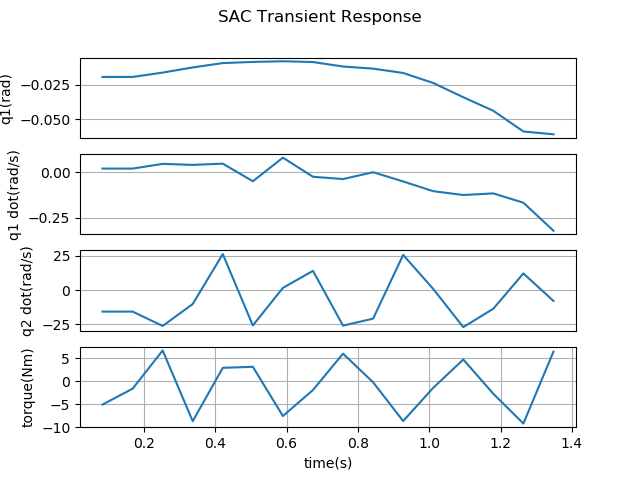 SAC Transient Response
q1(rad)
−0.025
−0.050
q1 dot(rad/s)
0.00
−0.25
q2 dot(rad/s)
25
0
−25
torque(Nm)
5
0
−5
−10
0.2 0.4 0.6 0.8 1.0 1.2 1.4
time(s)